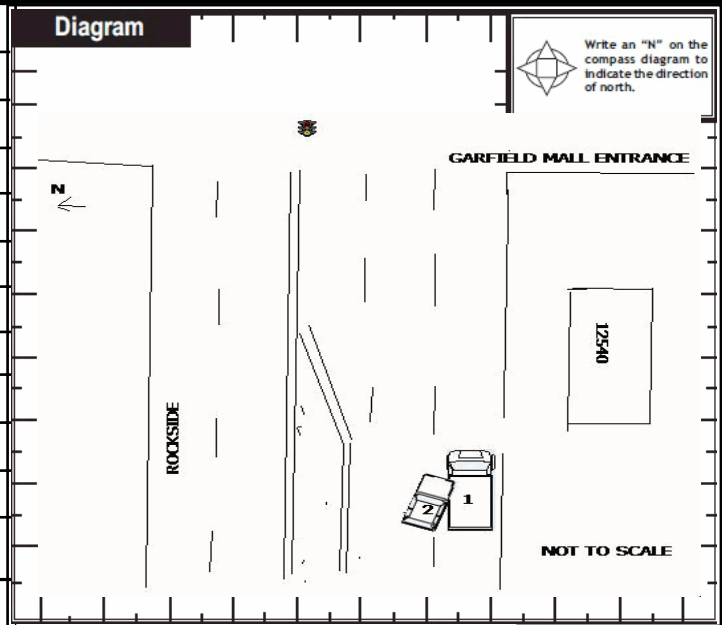 Diagram
Write an “N” on the
compass diagram to
indicate the direction
of north.
GARFIELD MALL ENTRANCE
N
12540
ROCKSIDE
1
2
NOT TO SCALE